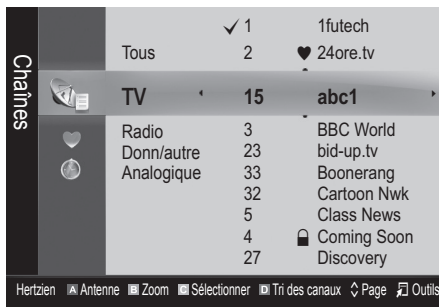 Chaînes
✓ 1 1futech
Tous 2 ♥ 24ore.tv
TV 15 abc1
Radio 3 BBC World
Donn/autre 23 bid-up.tv
Analogique 33 Boonerang
32 Cartoon Nwk
5 Class News
4 Coming Soon
27 Discovery
Hertzien A Antenne B Zoom C Sélectionner D Tri des canaux Page Outils